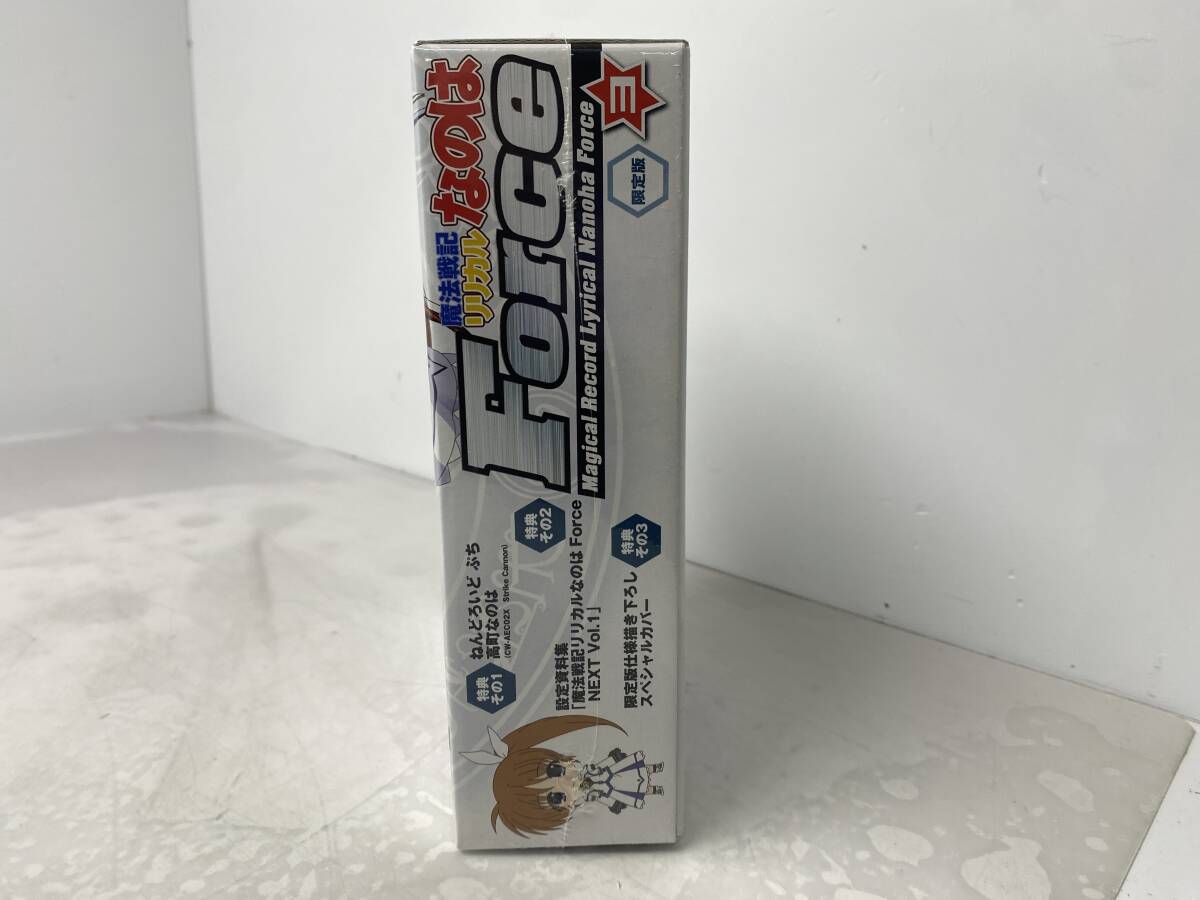 魔法戦記
リリカル
なのは
Force
Magical Record Lyrical Nanoha Force
3
限定版
特典
その1
ねんどろいど ぷち
高町なのは
(CW-AEC02X Strike Cannon)
特典
その2
設定資料集
「魔法戦記リリカルなのは Force
NEXT Vol.1」
特典
その3
限定版仕様描き下ろし
スペシャルカバー